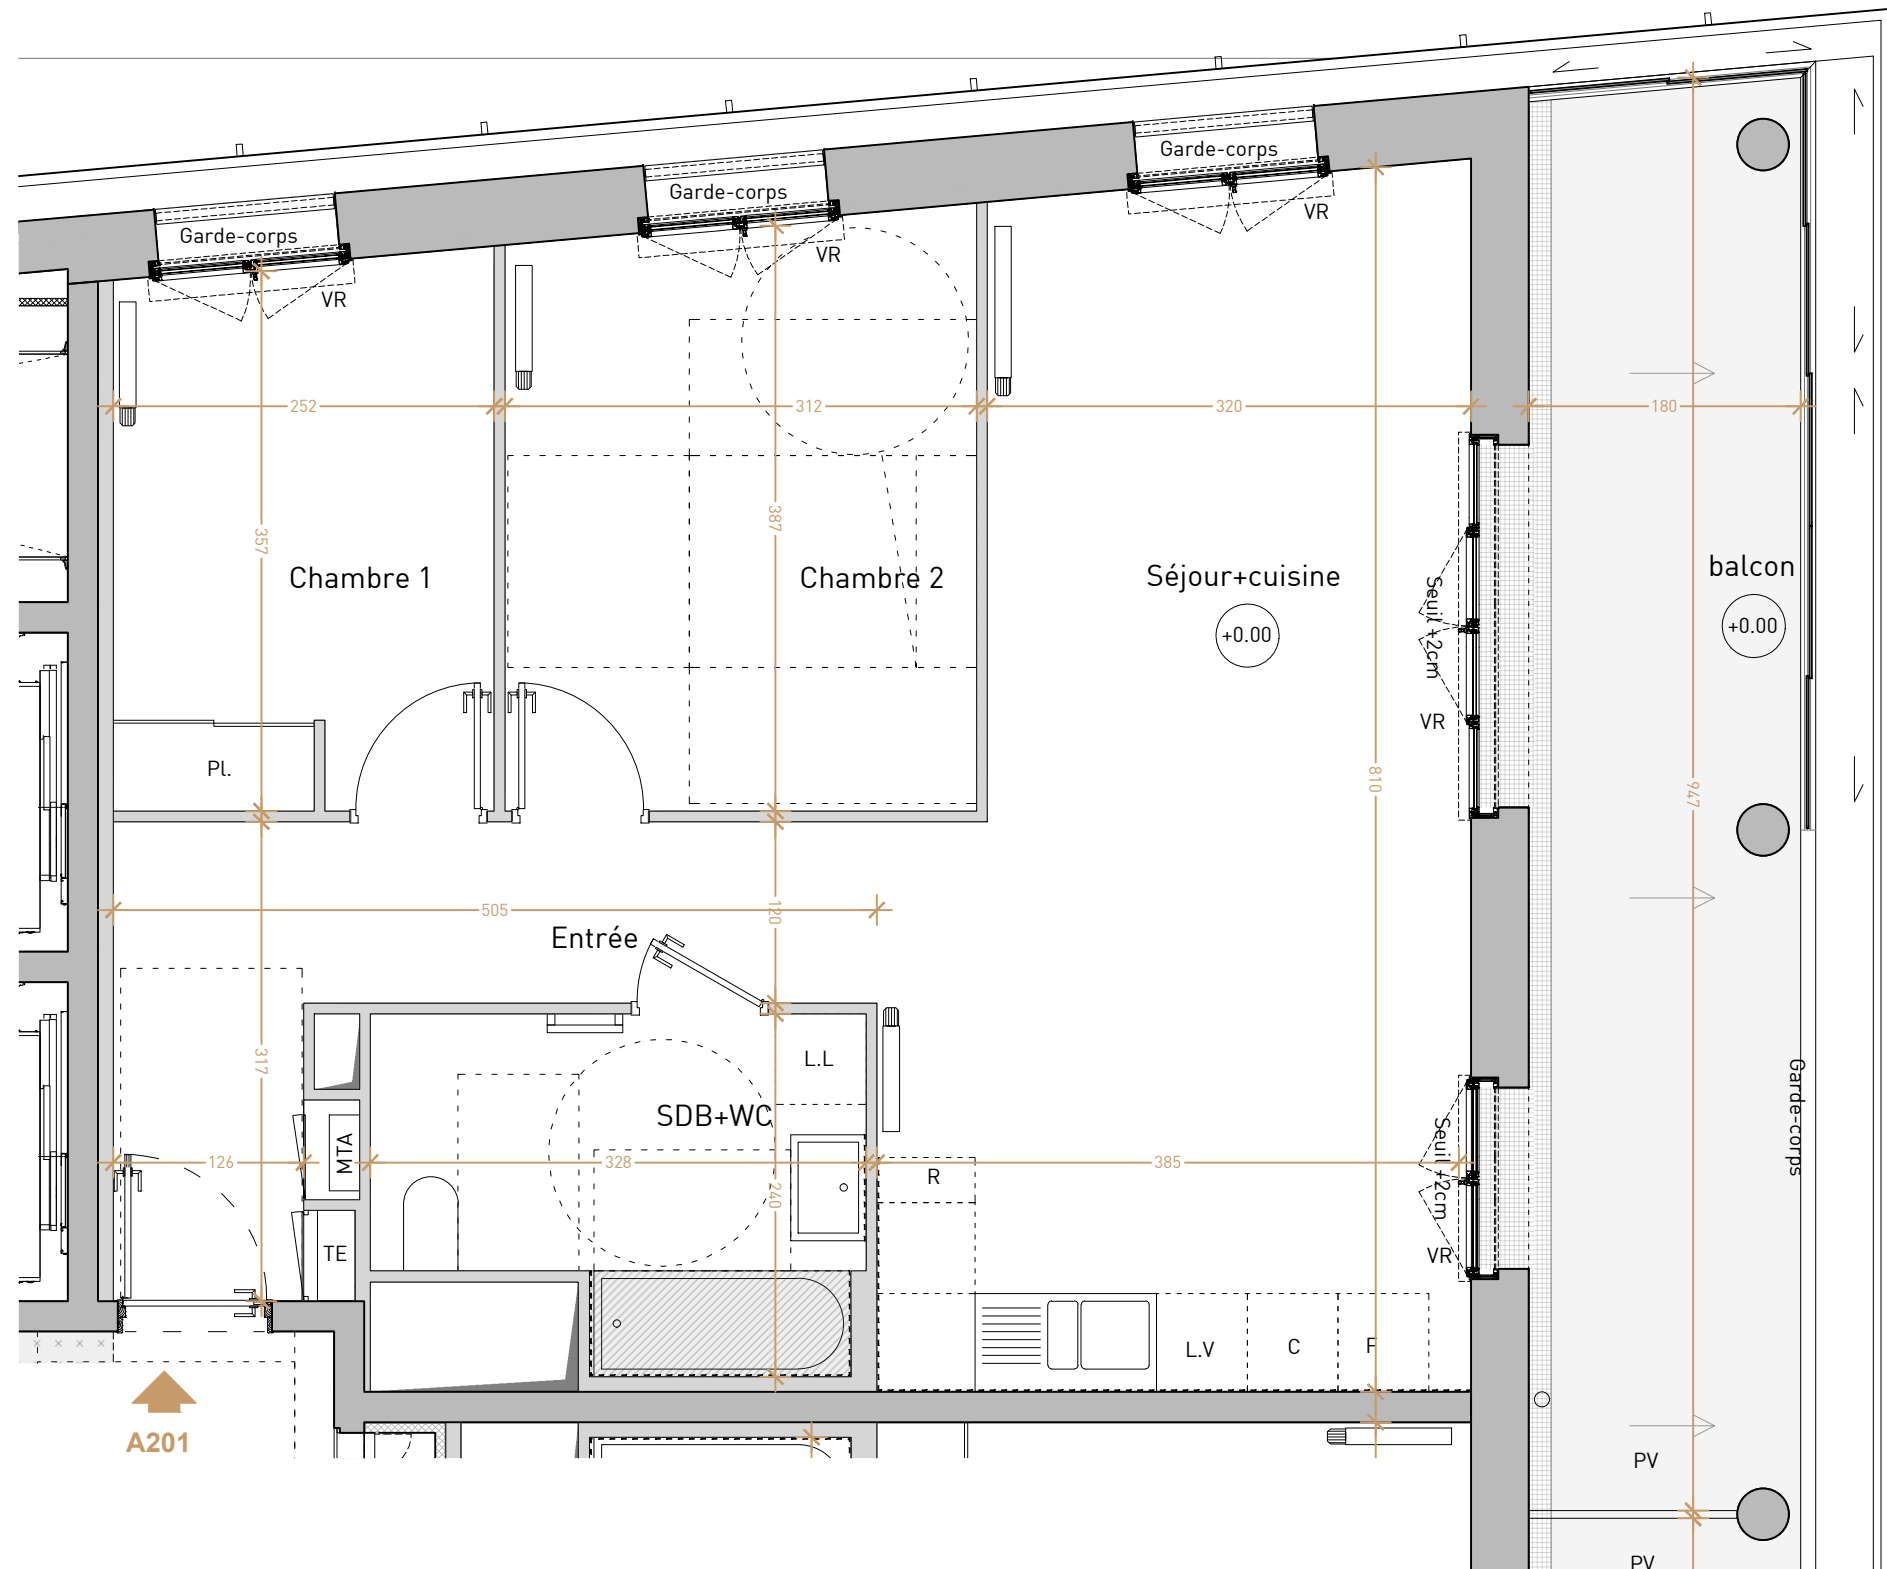 Garde-corps
VR
Garde-corps
VR
Garde-corps
VR
252
312
320
180
357
387
810
947
Chambre 1
Chambre 2
Séjour+cuisine
+0.00
balcon
+0.00
Seuil +2cm
VR
Pl.
505
120
Entrée
317
L.L
SDB+WC
MTA
126
328
240
385
R
TE
Seuil +2cm
VR
Garde-corps
L.V
C
F
A201
PV
PV